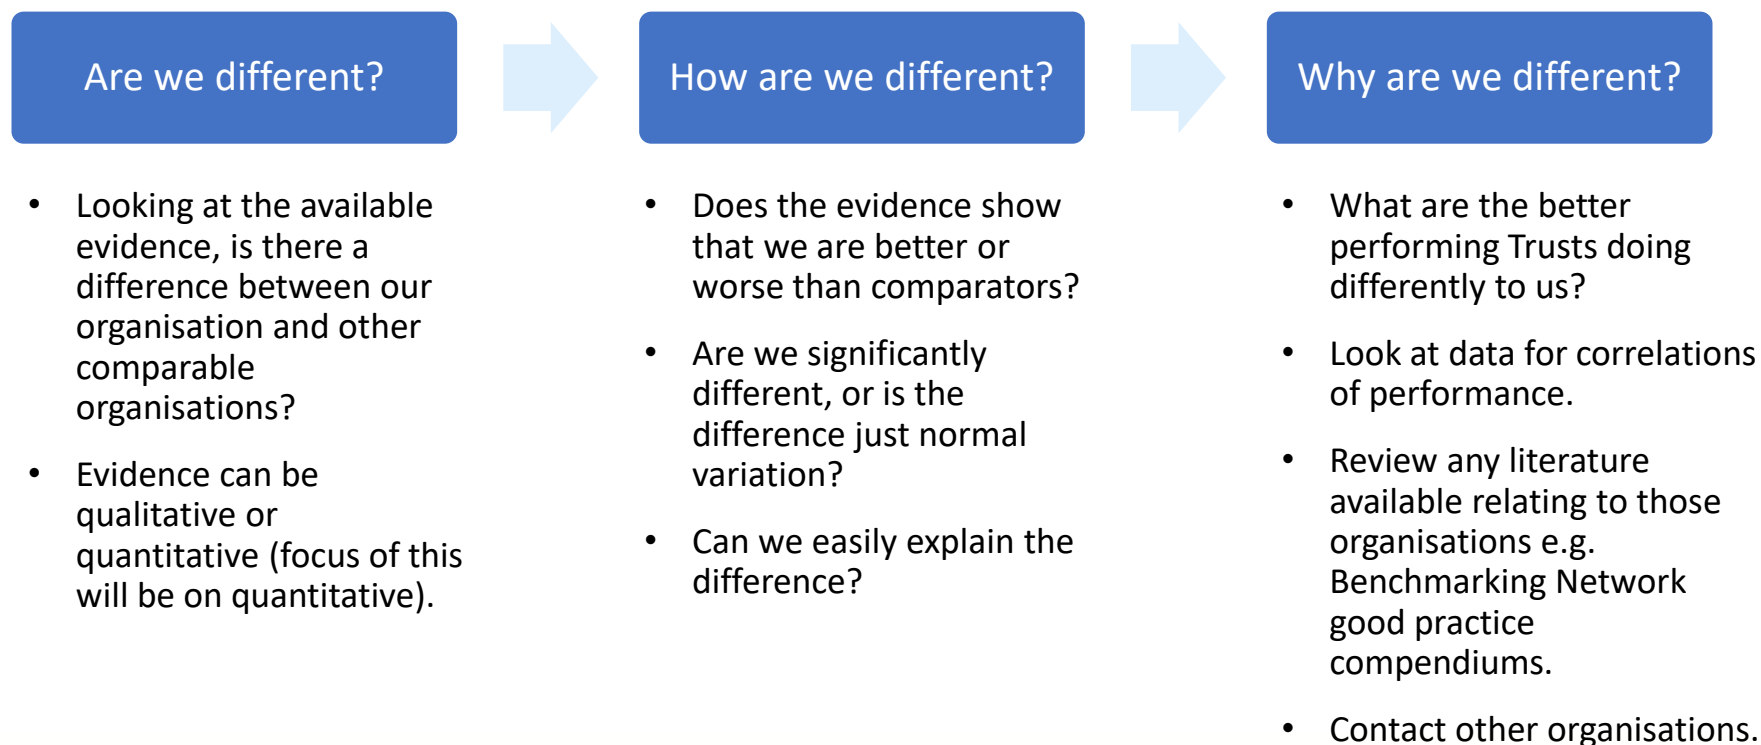 Are we different?
• Looking at the available
evidence, is there a
difference between our
organisation and other
comparable
organisations?
• Evidence can be
qualitative or
quantitative (focus of this
will be on quantitative).
How are we different?
• Does the evidence show
that we are better or
worse than comparators?
• Are we significantly
different, or is the
difference just normal
variation?
• Can we easily explain the
difference?
Why are we different?
• What are the better
performing Trusts doing
differently to us?
• Look at data for correlations
of performance.
• Review any literature
available relating to those
organisations e.g.
Benchmarking Network
good practice
compendiums.
• Contact other organisations.